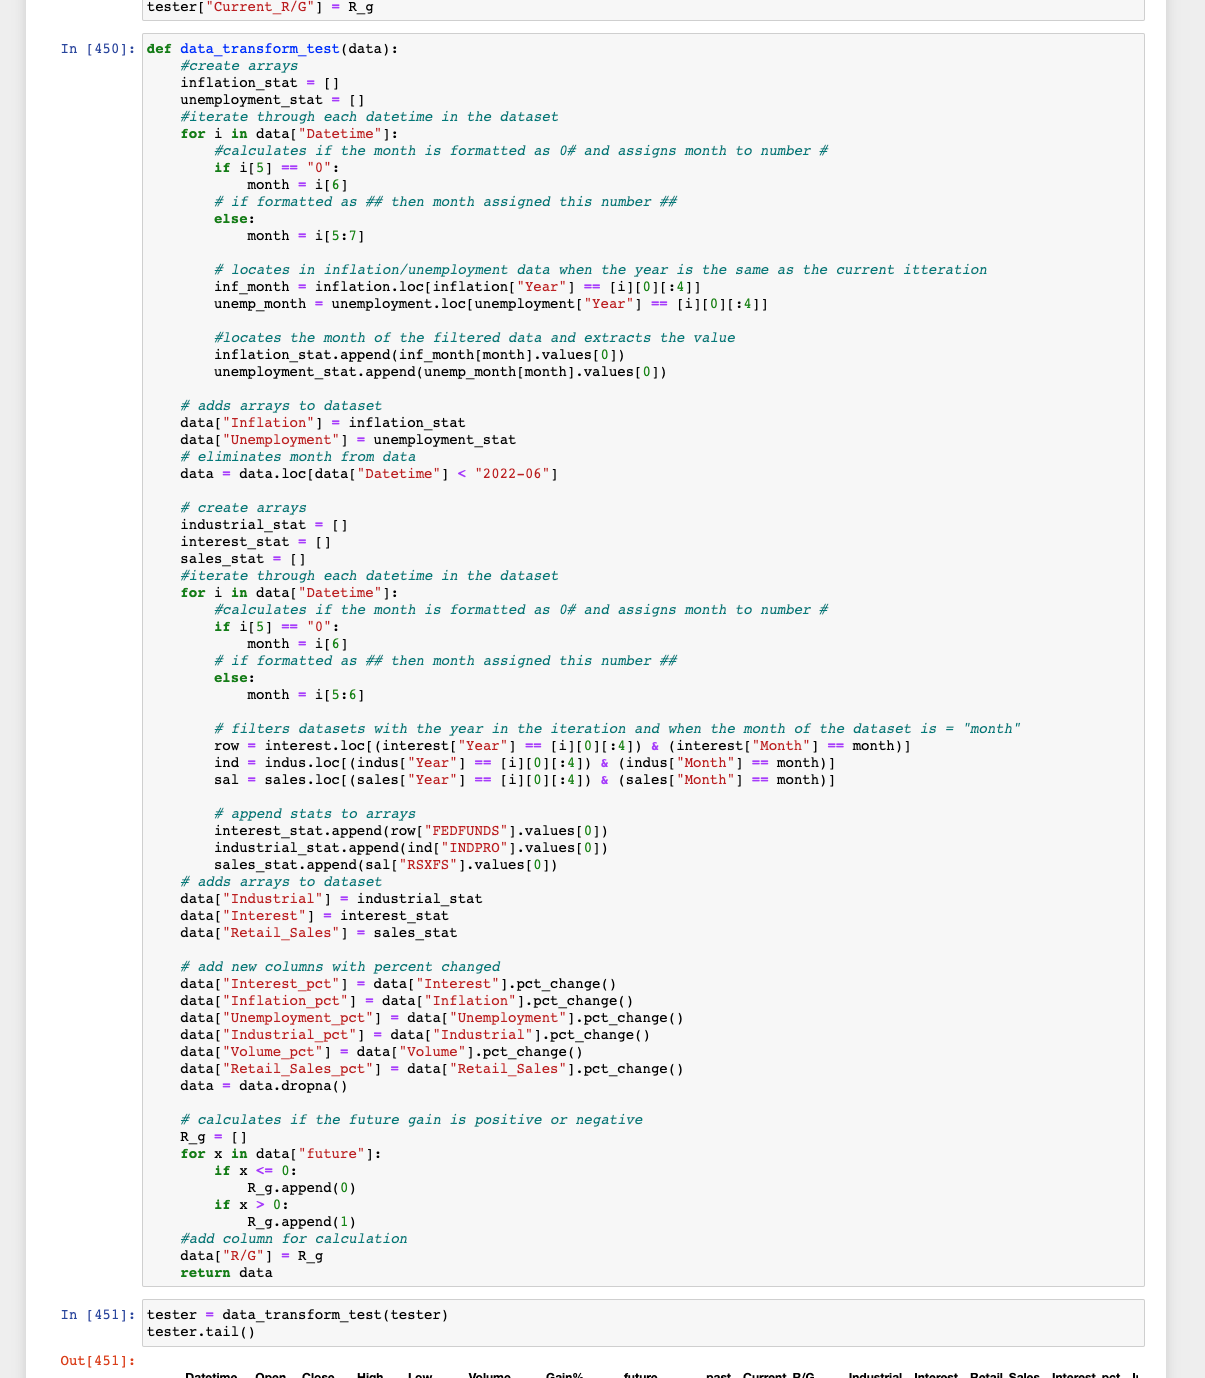 tester["Current_R/G"] = R_g
In [450]: def data_transform_test(data):
    #create arrays
    inflation_stat = []
    unemployment_stat = []
    #iterate through each datetime in the dataset
    for i in data["Datetime"]:
        #calculates if the month is formatted as 0# and assigns month to number #
        if i[5] == "0":
            month = i[6]
        # if formatted as ## then month assigned this number ##
        else:
            month = i[5:7]
        # locates in inflation/unemployment data when the year is the same as the current itteration
        inf_month = inflation.loc[inflation["Year"] == [i][0][:4]]
        unemp_month = unemployment.loc[unemployment["Year"] == [i][0][:4]]
        #locates the month of the filtered data and extracts the value
        inflation_stat.append(inf_month[month].values[0])
        unemployment_stat.append(unemp_month[month].values[0])
    # adds arrays to dataset
    data["Inflation"] = inflation_stat
    data["Unemployment"] = unemployment_stat
    # eliminates month from data
    data = data.loc[data["Datetime"] < "2022-06"]
    # create arrays
    industrial_stat = []
    interest_stat = []
    sales_stat = []
    #iterate through each datetime in the dataset
    for i in data["Datetime"]:
        #calculates if the month is formatted as 0# and assigns month to number #
        if i[5] == "0":
            month = i[6]
        # if formatted as ## then month assigned this number ##
        else:
            month = i[5:6]
        # filters datasets with the year in the iteration and when the month of the dataset is = "month"
        row = interest.loc[(interest["Year"] == [i][0][:4]) & (interest["Month"] == month)]
        ind = indus.loc[(indus["Year"] == [i][0][:4]) & (indus["Month"] == month)]
        sal = sales.loc[(sales["Year"] == [i][0][:4]) & (sales["Month"] == month)]
        # append stats to arrays
        interest_stat.append(row["FEDFUNDS"].values[0])
        industrial_stat.append(ind["INDPRO"].values[0])
        sales_stat.append(sal["RSXFS"].values[0])
    # adds arrays to dataset
    data["Industrial"] = industrial_stat
    data["Interest"] = interest_stat
    data["Retail_Sales"] = sales_stat
    # add new columns with percent changed
    data["Interest_pct"] = data["Interest"].pct_change()
    data["Inflation_pct"] = data["Inflation"].pct_change()
    data["Unemployment_pct"] = data["Unemployment"].pct_change()
    data["Industrial_pct"] = data["Industrial"].pct_change()
    data["Volume_pct"] = data["Volume"].pct_change()
    data["Retail_Sales_pct"] = data["Retail_Sales"].pct_change()
    data = data.dropna()
    # calculates if the future gain is positive or negative
    R_g = []
    for x in data["future"]:
        if x <= 0:
            R_g.append(0)
        if x > 0:
            R_g.append(1)
    #add column for calculation
    data["R/G"] = R_g
    return data
In [451]: tester = data_transform_test(tester)
tester.tail()
Out[451]:
Datetime Open Close High Low Volume Gain% future past Current_R/G Industrial Interest Retail_Sales Interest_pct